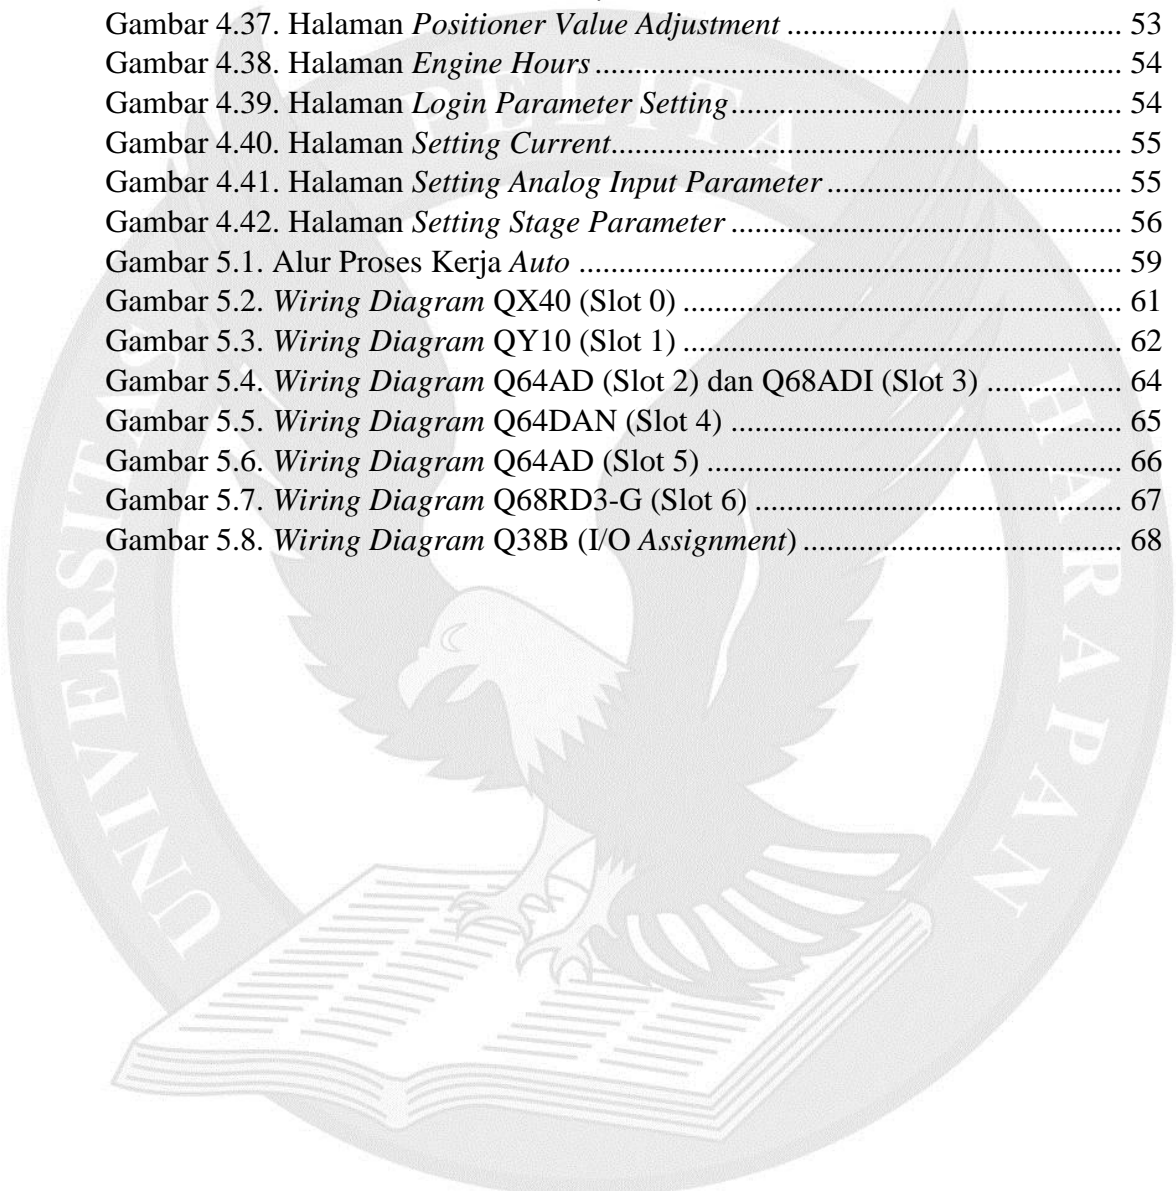 Gambar 4.37. Halaman Positioner Value Adjustment .................................... 53
Gambar 4.38. Halaman Engine Hours ......................................................... 54
Gambar 4.39. Halaman Login Parameter Setting.......................................... 54
Gambar 4.40. Halaman Setting Current....................................................... 55
Gambar 4.41. Halaman Setting Analog Input Parameter ................................ 55
Gambar 4.42. Halaman Setting Stage Parameter .......................................... 56
Gambar 5.1. Alur Proses Kerja Auto .......................................................... 59
Gambar 5.2. Wiring Diagram QX40 (Slot 0) ............................................... 61
Gambar 5.3. Wiring Diagram QY10 (Slot 1) ............................................... 62
Gambar 5.4. Wiring Diagram Q64AD (Slot 2) dan Q68ADI (Slot 3) ............... 64
Gambar 5.5. Wiring Diagram Q64DAN (Slot 4) .......................................... 65
Gambar 5.6. Wiring Diagram Q64AD (Slot 5) ............................................. 66
Gambar 5.7. Wiring Diagram Q68RD3-G (Slot 6) ....................................... 67
Gambar 5.8. Wiring Diagram Q38B (I/O Assignment) .................................. 68
UNIVERSITAS PELITA HARAPAN